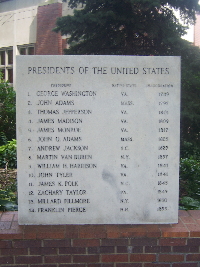 PRESIDENTS OF THE UNITED STATES
1. GEORGE WASHINGTON VA. 1789
2. JOHN ADAMS MASS. 1796
3. THOMAS JEFFERSON VA. 1801
4. JAMES MADISON VA. 1809
5. JAMES MONROE VA. 1817
6. JOHN Q. ADAMS MASS. 1825
7. ANDREW JACKSON S.C. 1829
8. MARTIN VAN BUREN N.Y. 1837
9. WILLIAM H. HARRISON VA. 1841
10. JOHN TYLER VA. 1841
11. JAMES K. POLK N.C. 1845
12. ZACHARY TAYLOR VA. 1849
13. MILLARD FILLMORE N.Y. 1850
14. FRANKLIN PIERCE N.H. 1853